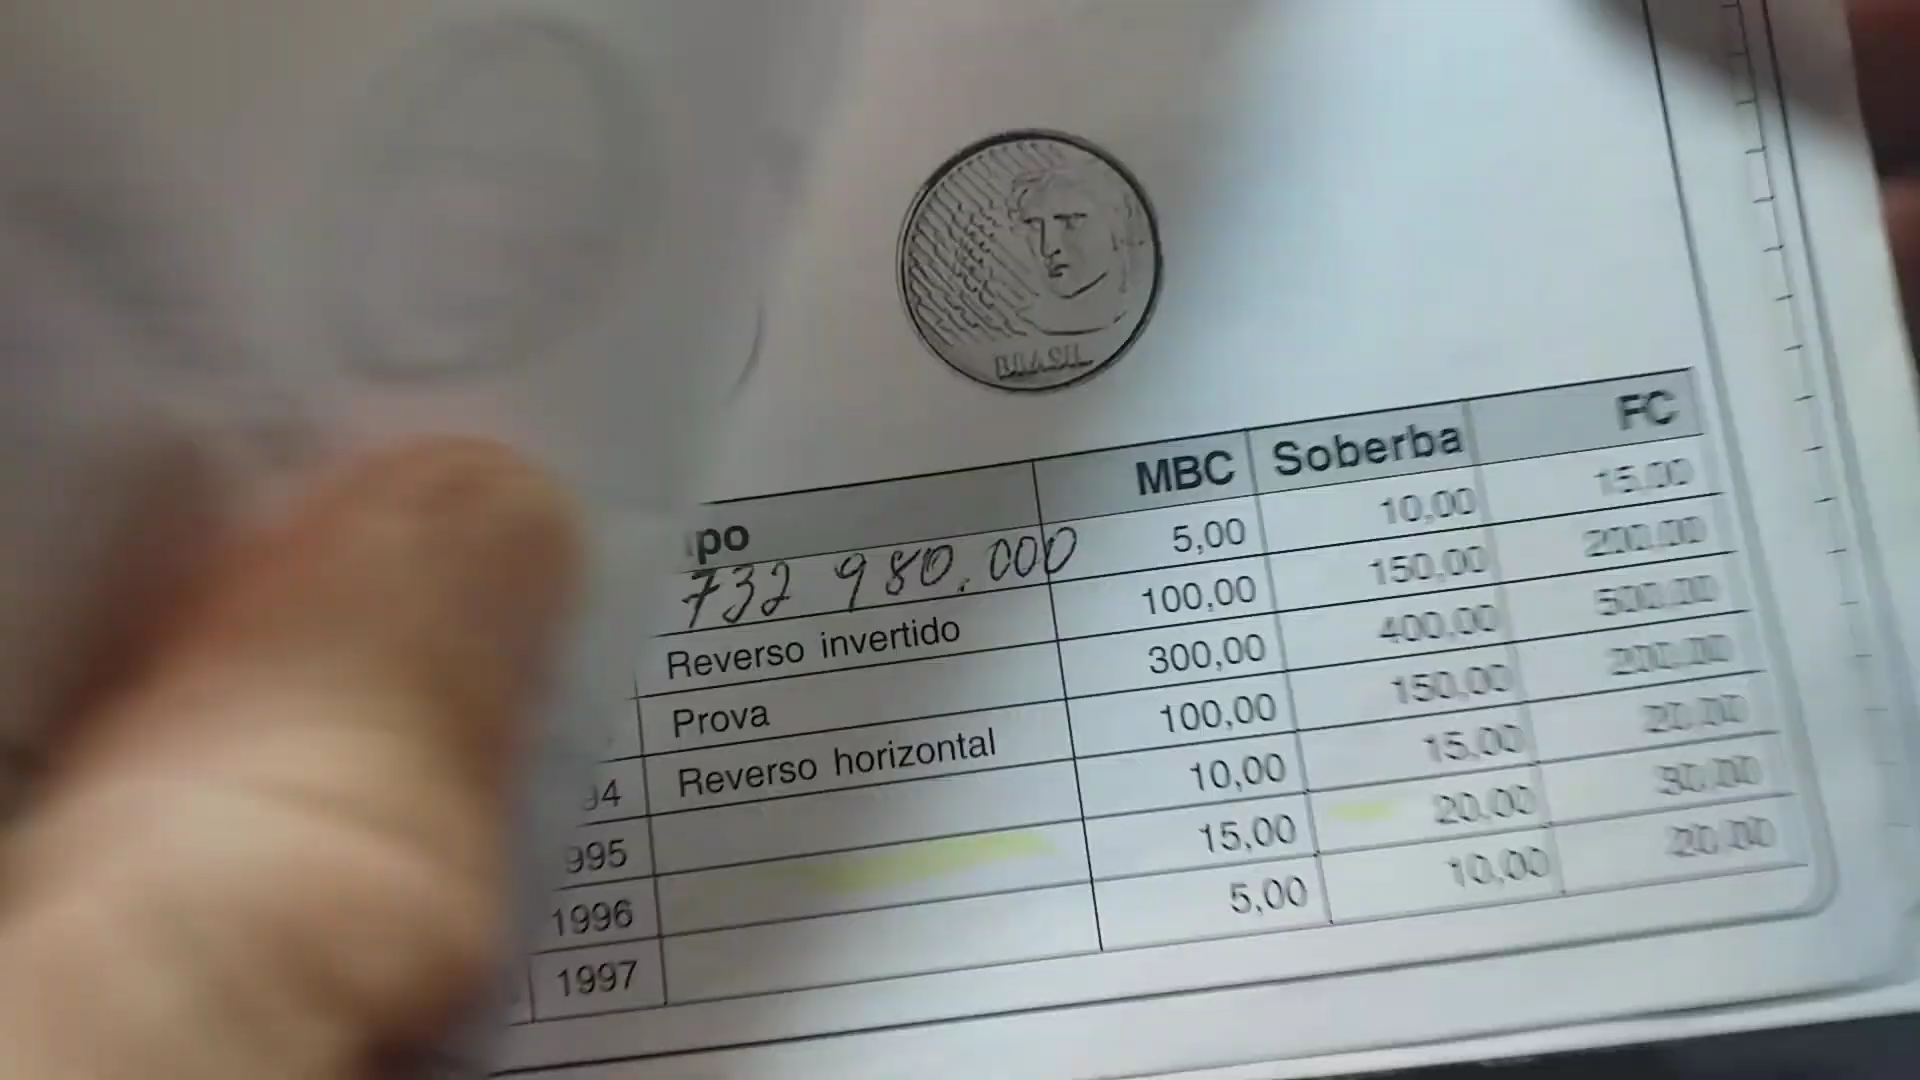 BRASIL
po MBC Soberba FC
732 980.000 5,00 10,00 15,00
Reverso invertido 100,00 150,00 200,00
Prova 300,00 400,00 500,00
94 Reverso horizontal 100,00 150,00 200,00
995 10,00 15,00 20,00
1996 15,00 20,00 30,00
1997 5,00 10,00 20,00